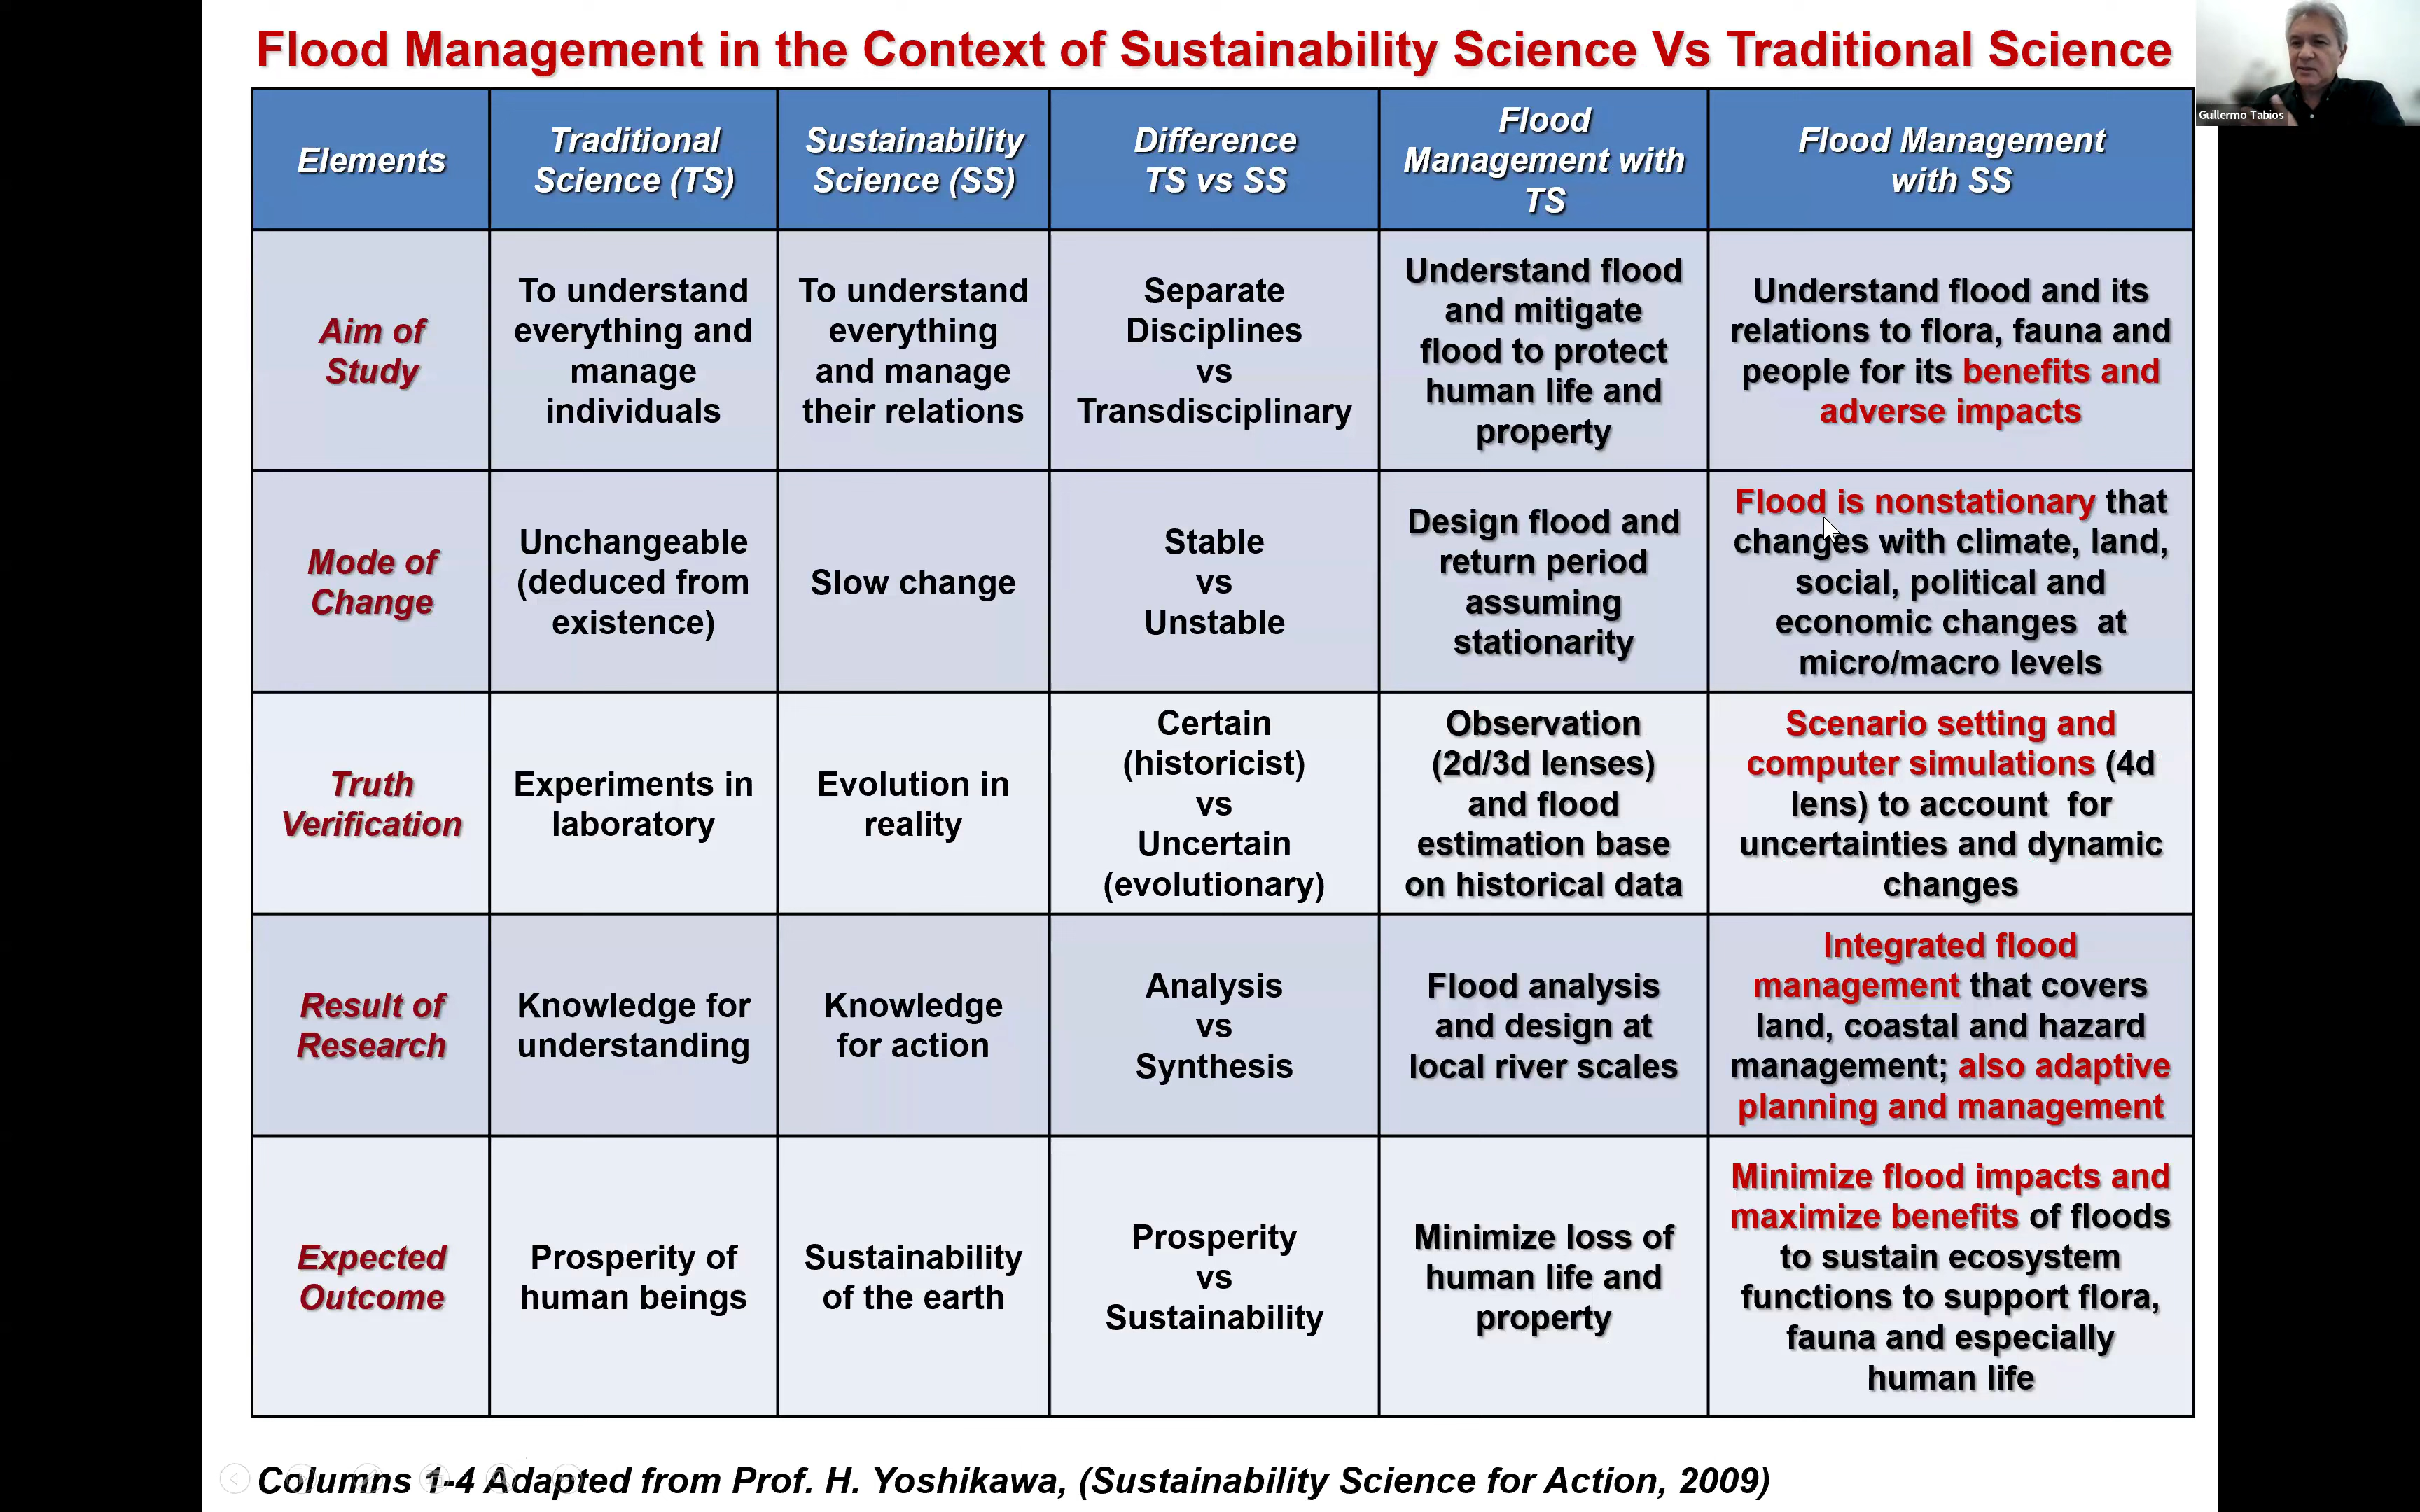 Flood Management in the Context of Sustainability Science Vs Traditional Science
Guillermo Tabios
Elements
Traditional
Science (TS)
Sustainability
Science (SS)
Difference
TS vs SS
Flood
Management with
TS
Flood Management
with SS
Aim of
Study
To understand
everything and
manage
individuals
To understand
everything
and manage
their relations
Separate
Disciplines
vs
Transdisciplinary
Understand flood
and mitigate
flood to protect
human life and
property
Understand flood and its
relations to flora, fauna and
people for its benefits and
adverse impacts
Mode of
Change
Unchangeable
(deduced from
existence)
Slow change
Stable
vs
Unstable
Design flood and
return period
assuming
stationarity
Flood is nonstationary that
changes with climate, land,
social, political and
economic changes at
micro/macro levels
Truth
Verification
Experiments in
laboratory
Evolution in
reality
Certain
(historicist)
vs
Uncertain
(evolutionary)
Observation
(2d/3d lenses)
and flood
estimation base
on historical data
Scenario setting and
computer simulations (4d
lens) to account for
uncertainties and dynamic
changes
Result of
Research
Knowledge for
understanding
Knowledge
for action
Analysis
vs
Synthesis
Flood analysis
and design at
local river scales
Integrated flood
management that covers
land, coastal and hazard
management; also adaptive
planning and management
Expected
Outcome
Prosperity of
human beings
Sustainability
of the earth
Prosperity
vs
Sustainability
Minimize loss of
human life and
property
Minimize flood impacts and
maximize benefits of floods
to sustain ecosystem
functions to support flora,
fauna and especially
human life
Columns 1-4 Adapted from Prof. H. Yoshikawa, (Sustainability Science for Action, 2009)